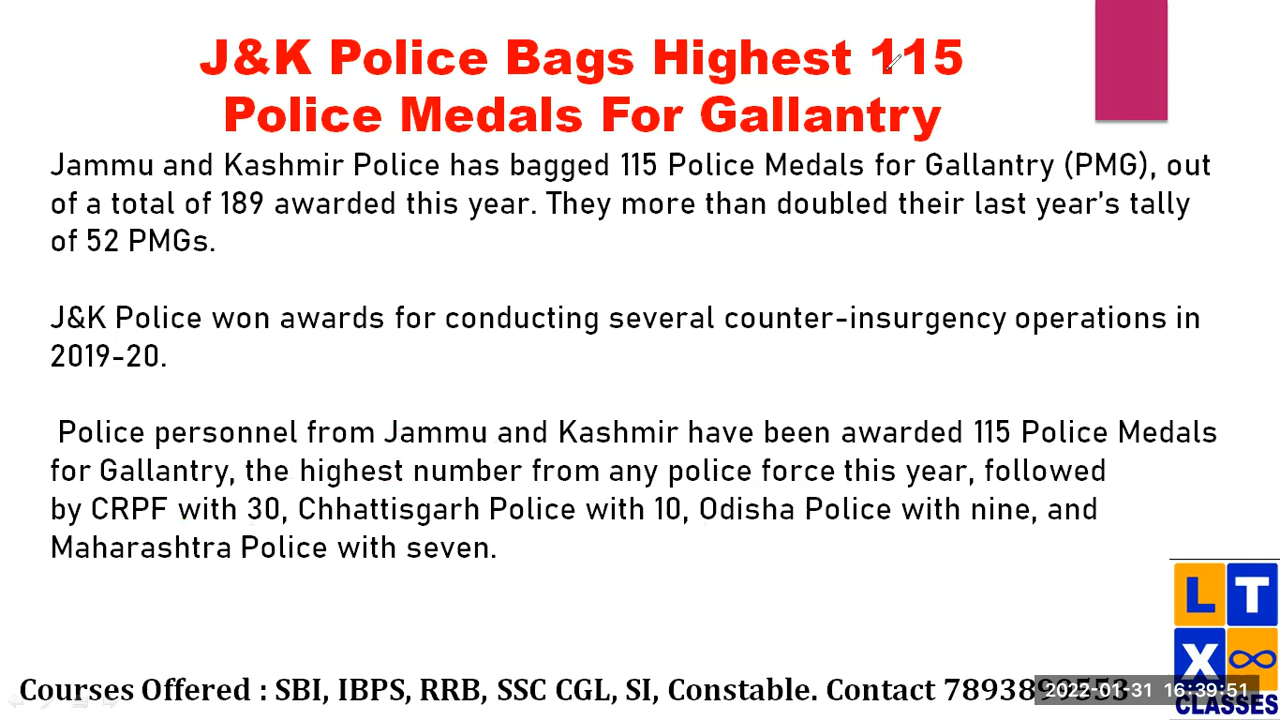 J&K Police Bags Highest 115
Police Medals For Gallantry
Jammu and Kashmir Police has bagged 115 Police Medals for Gallantry (PMG), out
of a total of 189 awarded this year. They more than doubled their last year’s tally
of 52 PMGs.
J&K Police won awards for conducting several counter-insurgency operations in
2019-20.
Police personnel from Jammu and Kashmir have been awarded 115 Police Medals
for Gallantry, the highest number from any police force this year, followed
by CRPF with 30, Chhattisgarh Police with 10, Odisha Police with nine, and
Maharashtra Police with seven.
L T
X ∞
CLASSES
Courses Offered : SBI, IBPS, RRB, SSC CGL, SI, Constable. Contact
2022-01-31 16:39:51